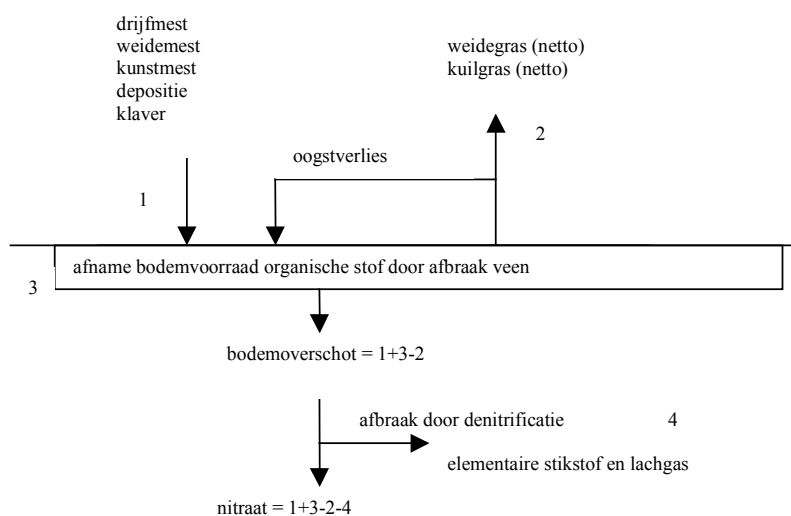 drijfmest
weidemest
kunstmest
depositie
klaver
weidegras (netto)
kuilgras (netto)
2
oogstverlies
1
afname bodemvoorraad organische stof door afbraak veen
3
bodemoverschot = 1+3-2
afbraak door denitrificatie 4
elementaire stikstof en lachgas
nitraat = 1+3-2-4